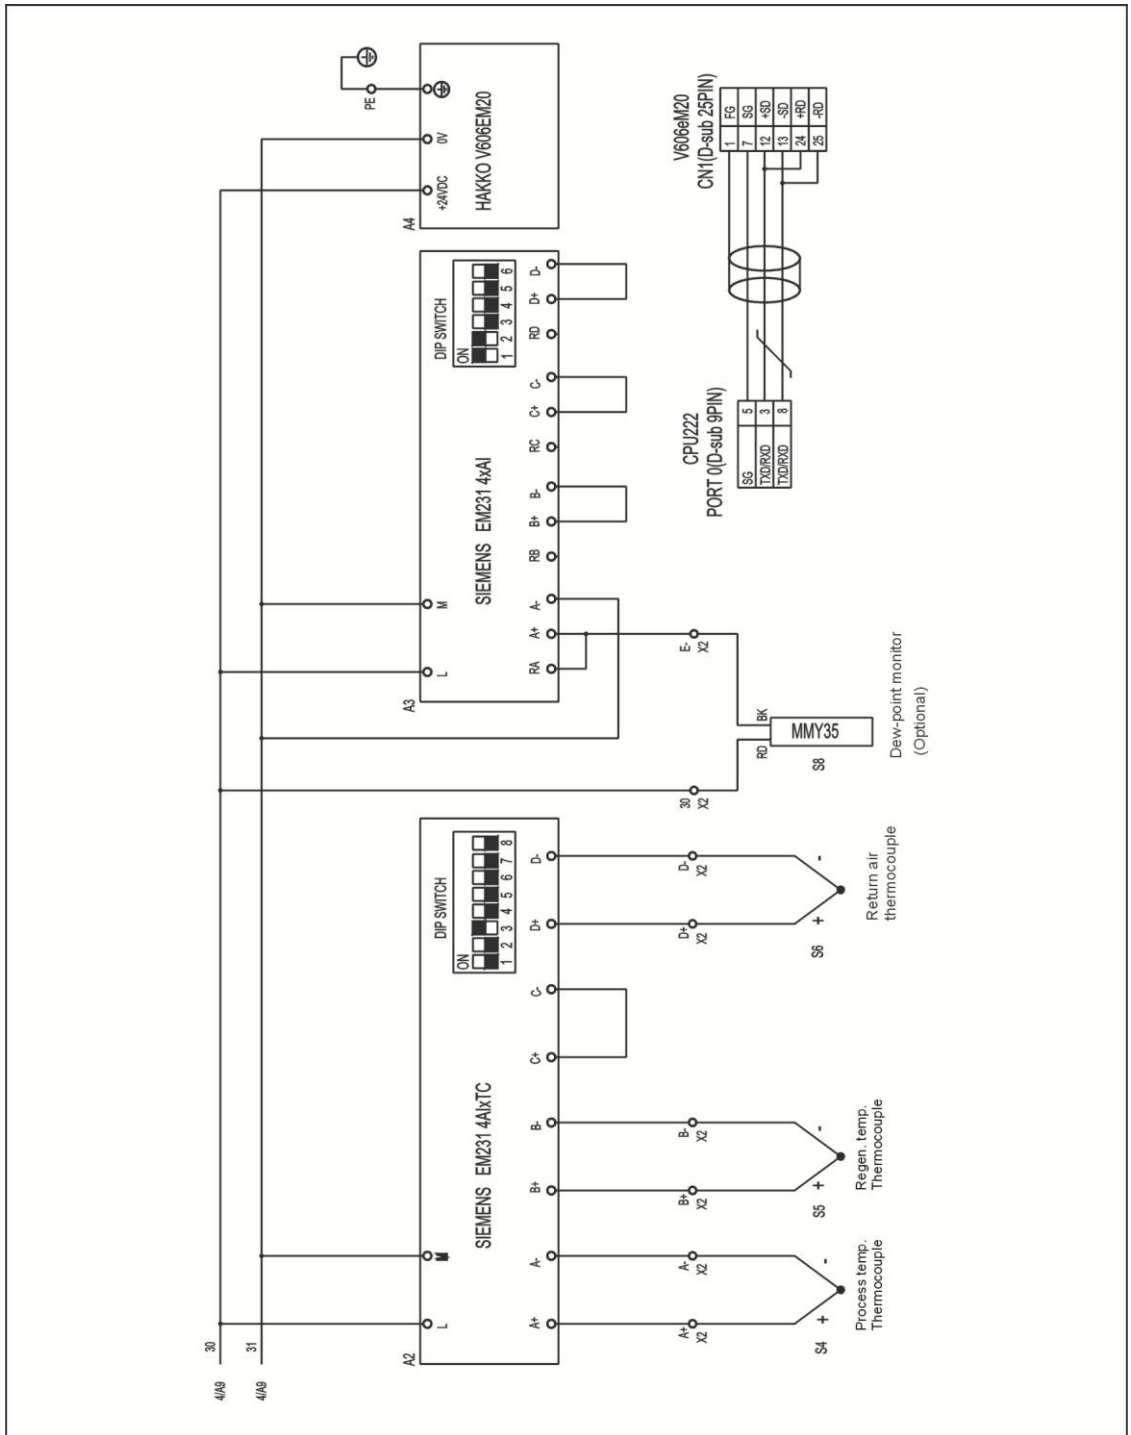 30
4/A9
31
4/A9
A2
L
M
SIEMENS EM231 4AIxTC
DIP SWITCH
ON
1 2 3 4 5 6 7 8
A+ A- B+ B- C+ C- D+ D-
A+
X2
A-
X2
B+
X2
B-
X2
D+
X2
D-
X2
+ -
S4
Process temp.
Thermocouple
+ -
S5
Regen. temp.
Thermocouple
+ -
S6
Return air
thermocouple
30
X2
E-
X2
RD BK
MMY35
S8
Dew-point monitor
(Optional)
A3
L
M
SIEMENS EM231 4xAI
DIP SWITCH
ON
1 2 3 4 5 6
RA A+ A- RB B+ B- RC C+ C- RD D+ D-
A4
+24VDC
0V
PE
HAKKO V606EM20
CPU222
PORT 0(D-sub 9PIN)
SG 5
TXD/RXD 3
TXD/RXD 8
V606eM20
CN1(D-sub 25PIN)
1 FG
7 SG
12 +SD
13 -SD
24 +RD
25 -RD